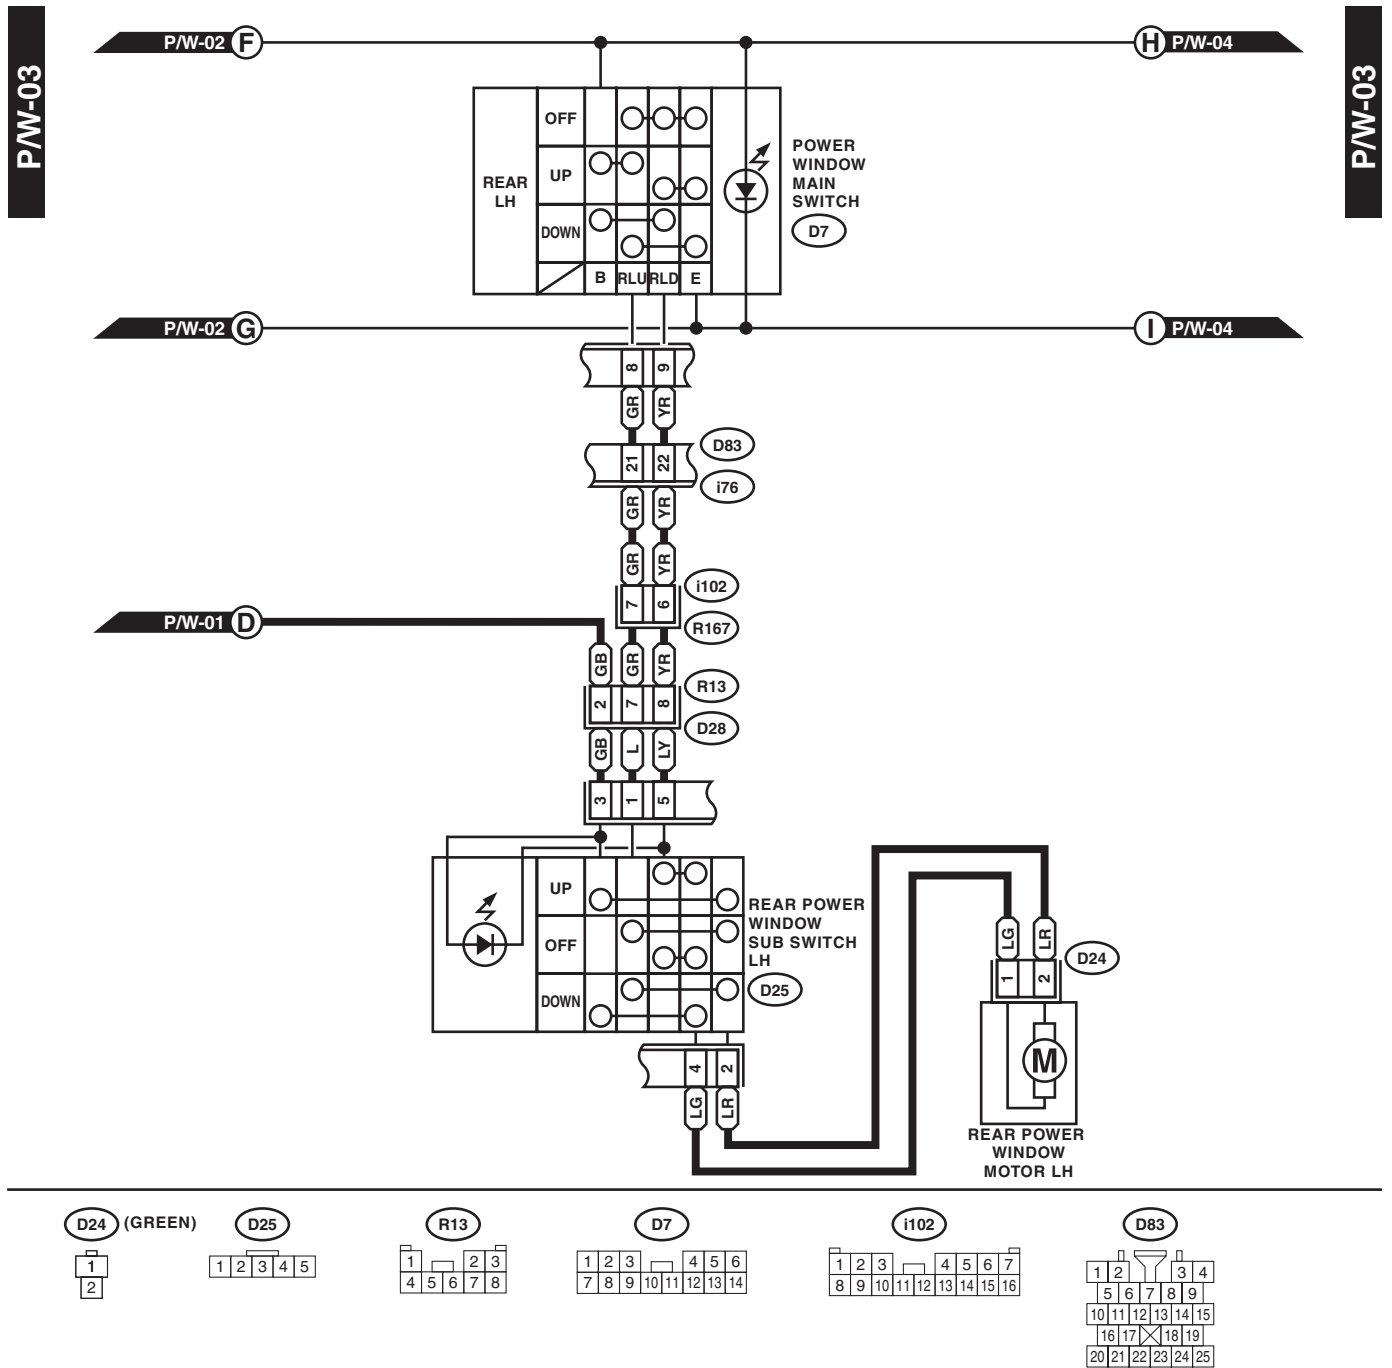 P/W-03
P/W-03
P/W-02 F
H P/W-04
REAR
LH
OFF
UP
DOWN
B RLU RLD E
POWER
WINDOW
MAIN
SWITCH
D7
P/W-02 G
I P/W-04
8 9
GR YR
D83
21 22
i76
GR YR
GR YR
i102
7 6
R167
P/W-01 D
GB GR YR
R13
2 7 8
D28
GB L LY
3 1 5
UP
OFF
DOWN
REAR POWER
WINDOW
SUB SWITCH
LH
D25
4 2
LG LR
LG LR
D24
1 2
M
REAR POWER
WINDOW
MOTOR LH
D24 (GREEN)
1
2
D25
1 2 3 4 5
R13
1 2 3
4 5 6 7 8
D7
1 2 3 4 5 6
7 8 9 10 11 12 13 14
i102
1 2 3 4 5 6 7
8 9 10 11 12 13 14 15 16
D83
1 2 3 4
5 6 7 8 9
10 11 12 13 14 15
16 17 18 19
20 21 22 23 24 25